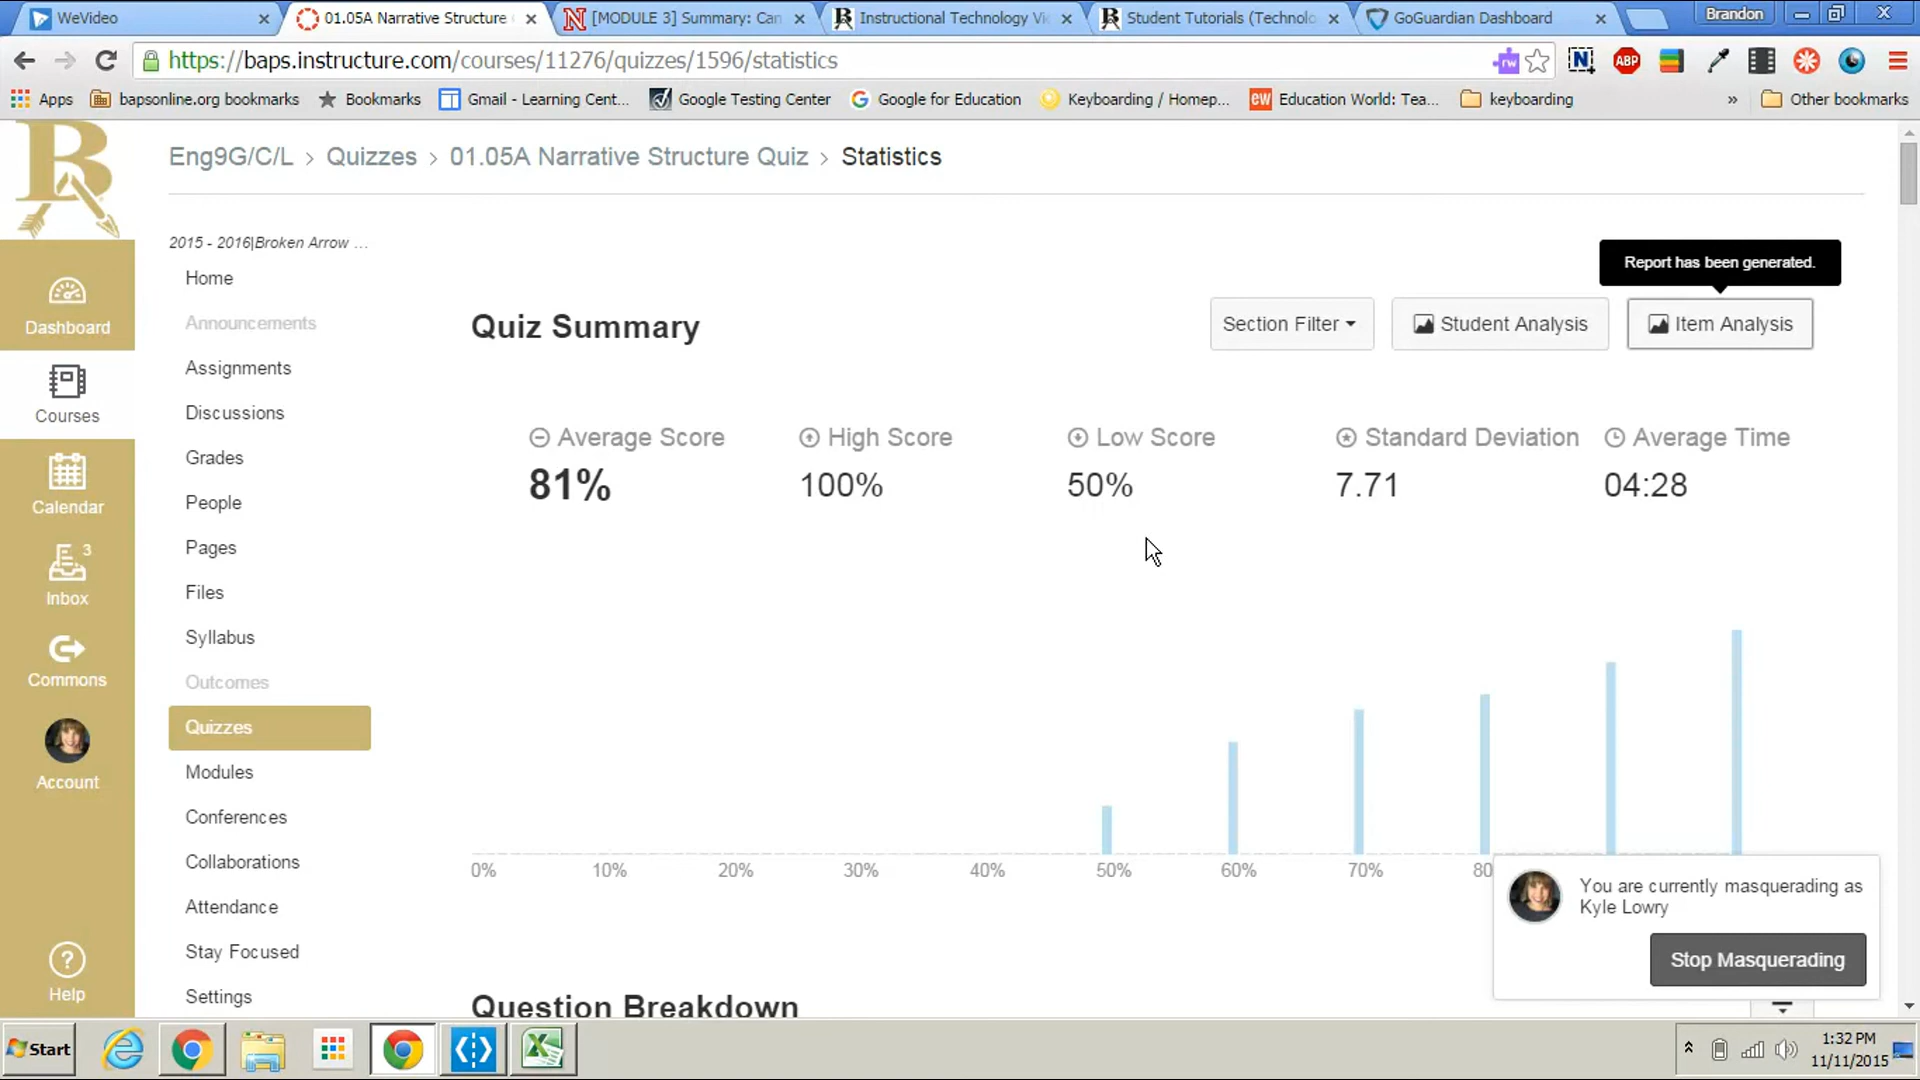 WeVideo
01.05A Narrative Structure
[MODULE 3] Summary: Can
Instructional Technology Vi
Student Tutorials (Technolo
GoGuardian Dashboard
Brandon
https://baps.instructure.com/courses/11276/quizzes/1596/statistics
rw
N
ABP
Apps
bapsonline.org bookmarks
Bookmarks
Gmail - Learning Cent...
Google Testing Center
Google for Education
Keyboarding / Homep...
ew
Education World: Tea...
keyboarding
»
Other bookmarks
B
Eng9G/C/L > Quizzes > 01.05A Narrative Structure Quiz > Statistics
2015 - 2016|Broken Arrow ...
Home
Announcements
Assignments
Discussions
Grades
People
Pages
Files
Syllabus
Outcomes
Quizzes
Modules
Conferences
Collaborations
Attendance
Stay Focused
Settings
Dashboard
Courses
Calendar
3
Inbox
Commons
Account
?
Help
Report has been generated.
Quiz Summary
Section Filter
Student Analysis
Item Analysis
Average Score
81%
High Score
100%
Low Score
50%
Standard Deviation
7.71
Average Time
04:28
0% 10% 20% 30% 40% 50% 60% 70% 80
You are currently masquerading as
Kyle Lowry
Stop Masquerading
Question Breakdown
Start
1:32 PM
11/11/2015